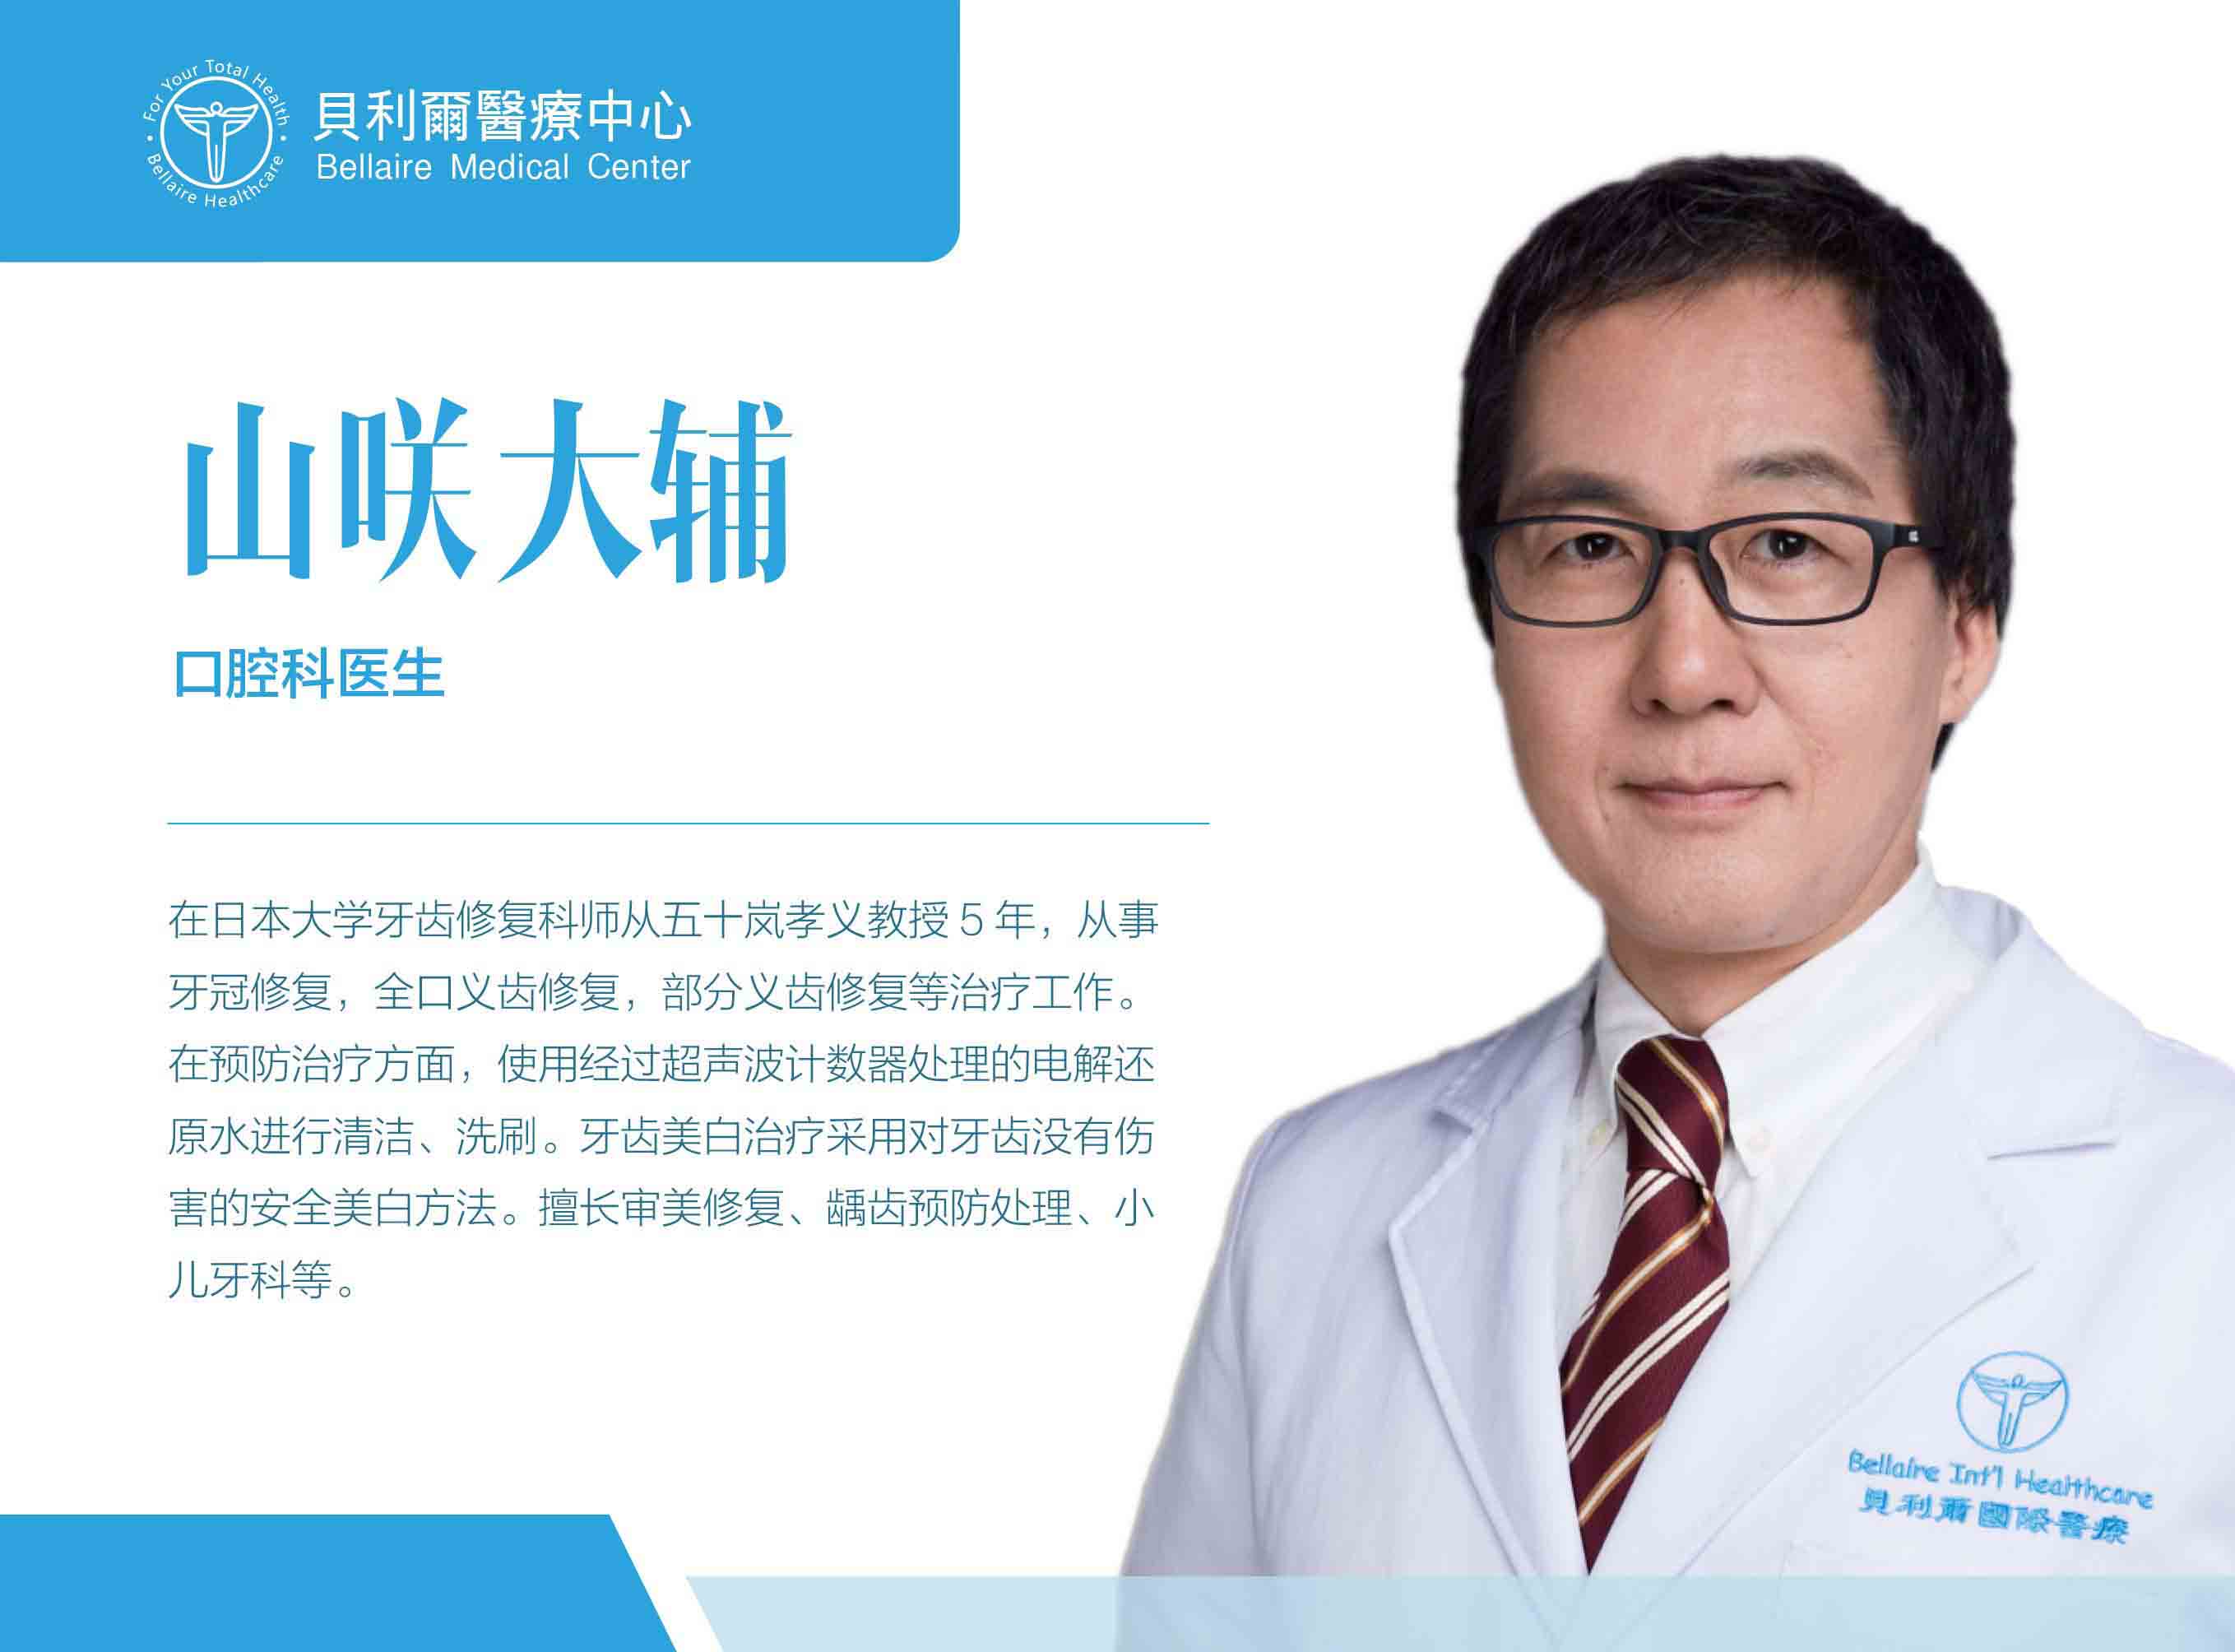 For Your Total Health
Bellaire Healthcare
貝利爾醫療中心
Bellaire Medical Center
山咲大辅
口腔科医生
在日本大学牙齿修复科师从五十岚孝义教授 5 年，从事
牙冠修复，全口义齿修复，部分义齿修复等治疗工作。
在预防治疗方面，使用经过超声波计数器处理的电解还
原水进行清洁、洗刷。牙齿美白治疗采用对牙齿没有伤
害的安全美白方法。擅长审美修复、龋齿预防处理、小
儿牙科等。
Bellaire Int'l Healthcare
貝利爾國際醫療